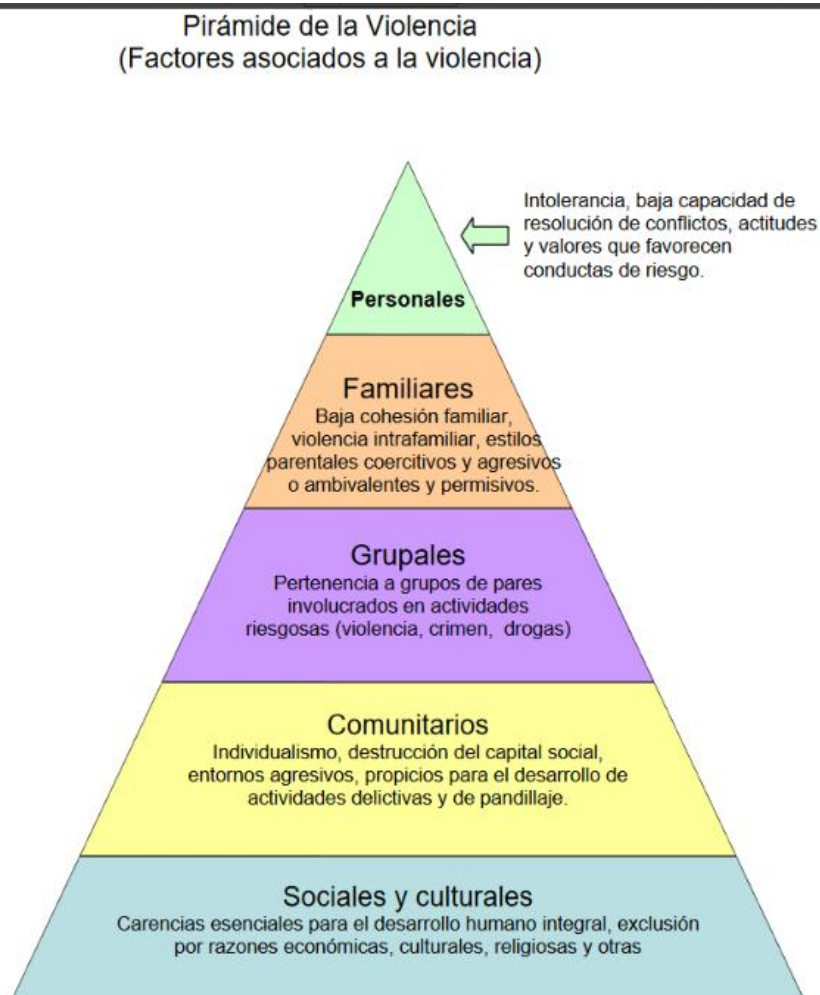 Pirámide de la Violencia
(Factores asociados a la violencia)
Intolerancia, baja capacidad de
resolución de conflictos, actitudes
y valores que favorecen
conductas de riesgo.
Personales
Familiares
Baja cohesión familiar,
violencia intrafamiliar, estilos
parentales coercitivos y agresivos
o ambivalentes y permisivos.
Grupales
Pertenencia a grupos de pares
involucrados en actividades
riesgosas (violencia, crimen, drogas)
Comunitarios
Individualismo, destrucción del capital social,
entornos agresivos, propicios para el desarrollo de
actividades delictivas y de pandillaje.
Sociales y culturales
Carencias esenciales para el desarrollo humano integral, exclusión
por razones económicas, culturales, religiosas y otras